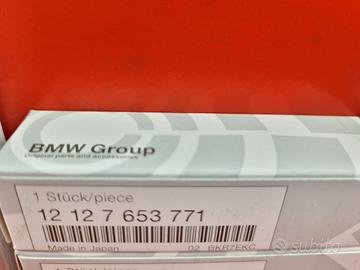 BMW Group
Original parts and accessories
1 Stück/piece
12 12 7 653 771
Made in Japan 02 BKR7EKC
subito